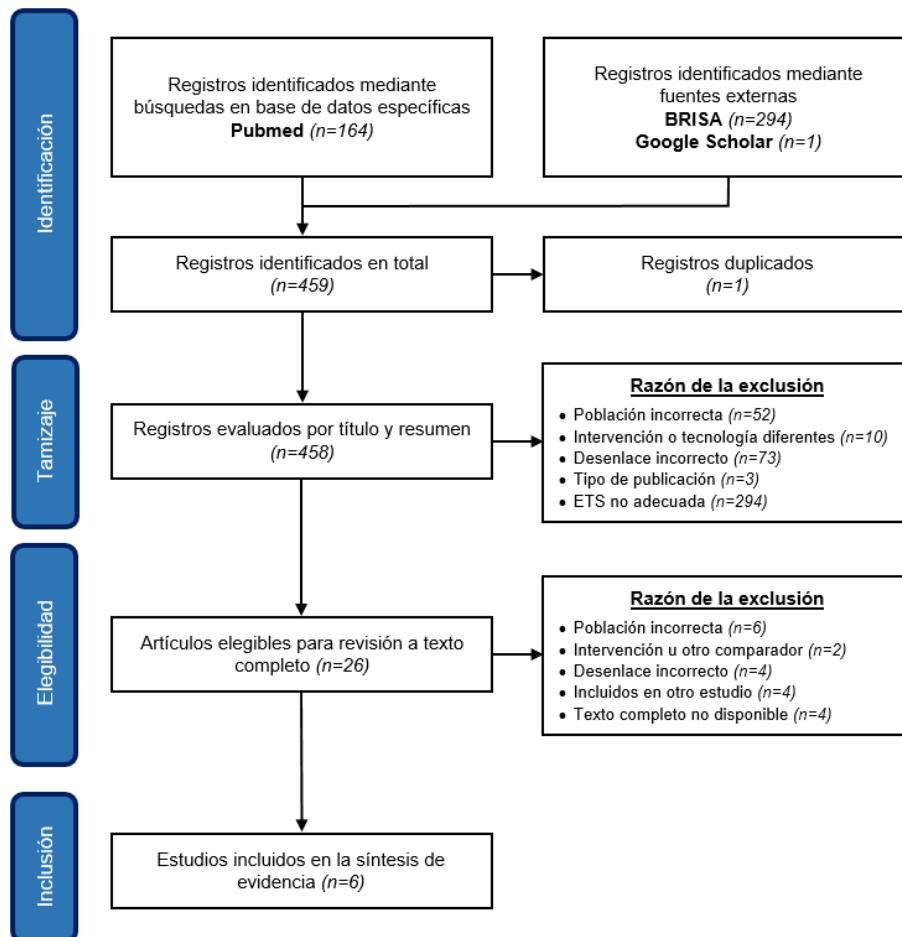 Identificación
Registros identificados mediante
búsquedas en base de datos específicas
Pubmed (n=164)
Registros identificados mediante
fuentes externas
BRISA (n=294)
Google Scholar (n=1)
Registros identificados en total
(n=459)
Registros duplicados
(n=1)
Tamizaje
Registros evaluados por título y resumen
(n=458)
Razón de la exclusión
• Población incorrecta (n=52)
• Intervención o tecnología diferentes (n=10)
• Desenlace incorrecto (n=73)
• Tipo de publicación (n=3)
• ETS no adecuada (n=294)
Elegibilidad
Artículos elegibles para revisión a texto
completo (n=26)
Razón de la exclusión
• Población incorrecta (n=6)
• Intervención u otro comparador (n=2)
• Desenlace incorrecto (n=4)
• Incluidos en otro estudio (n=4)
• Texto completo no disponible (n=4)
Inclusión
Estudios incluidos en la síntesis de
evidencia (n=6)